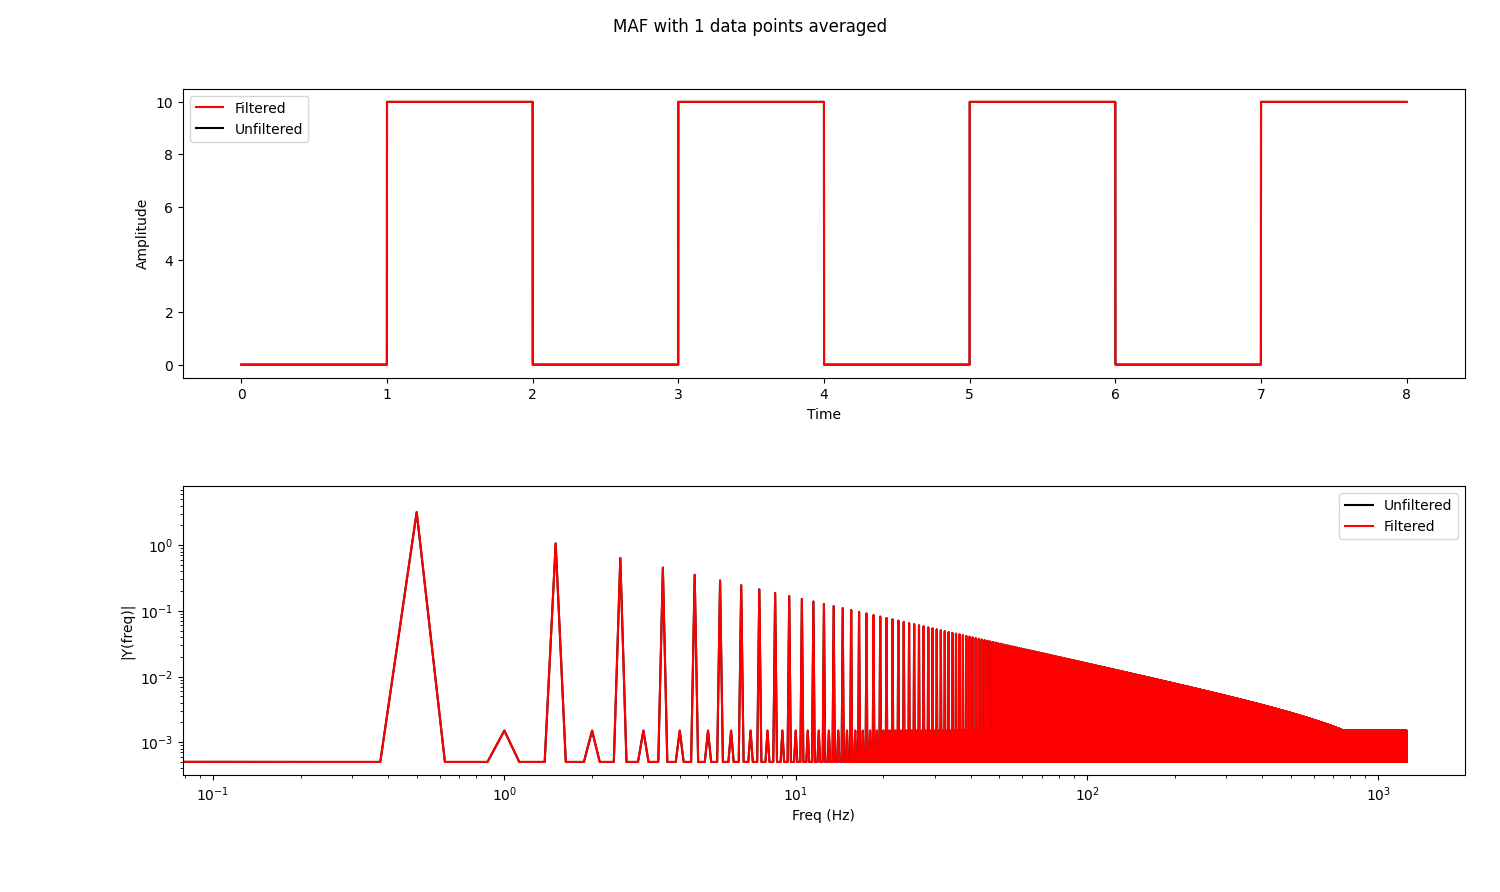 MAF with 1 data points averaged
Filtered
Unfiltered
10
8
6
4
2
0
Amplitude
0 1 2 3 4 5 6 7 8
Time
Unfiltered
Filtered
10⁰
10⁻¹
10⁻²
10⁻³
|Y(freq)|
10⁻¹ 10⁰ 10¹ 10² 10³
Freq (Hz)